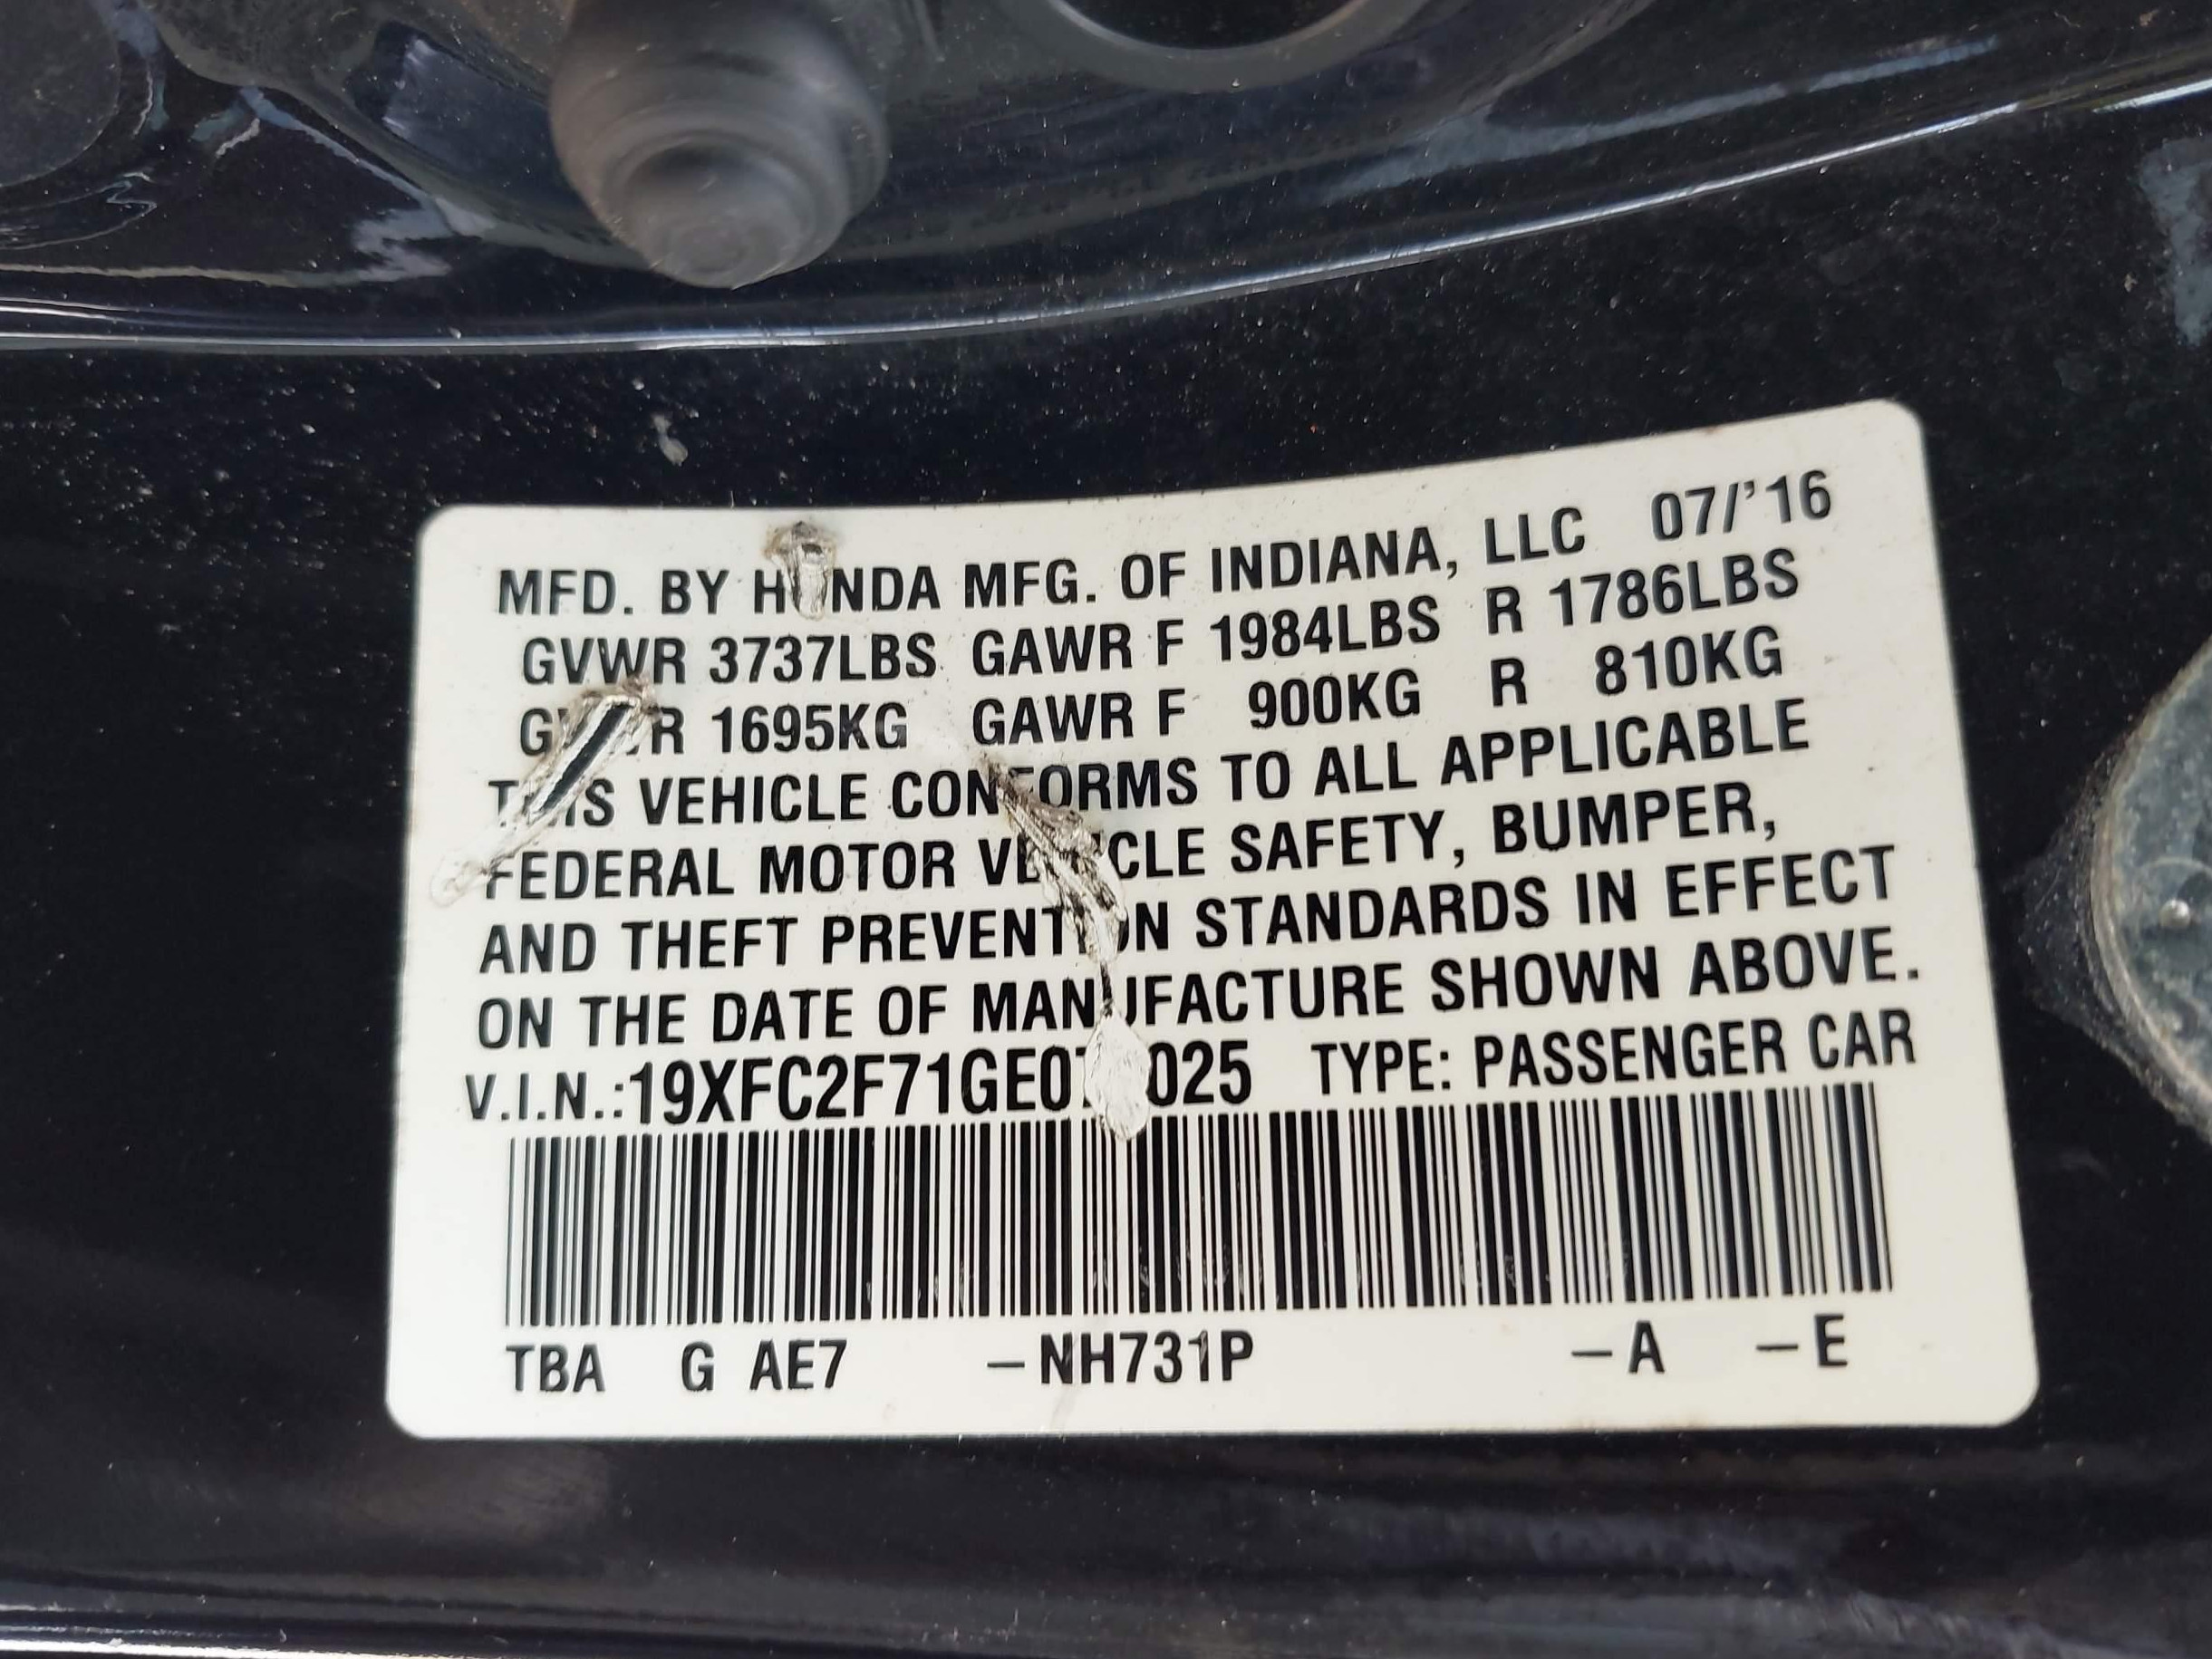 MFD. BY HONDA MFG. OF INDIANA, LLC 07/'16
GVWR 3737LBS GAWR F 1984LBS R 1786LBS
GVWR 1695KG GAWR F 900KG R 810KG
THIS VEHICLE CONFORMS TO ALL APPLICABLE
FEDERAL MOTOR VEHICLE SAFETY, BUMPER,
AND THEFT PREVENTION STANDARDS IN EFFECT
ON THE DATE OF MANUFACTURE SHOWN ABOVE.
V.I.N.: TYPE: PASSENGER CAR
TBA G AE7 –NH731P –A –E